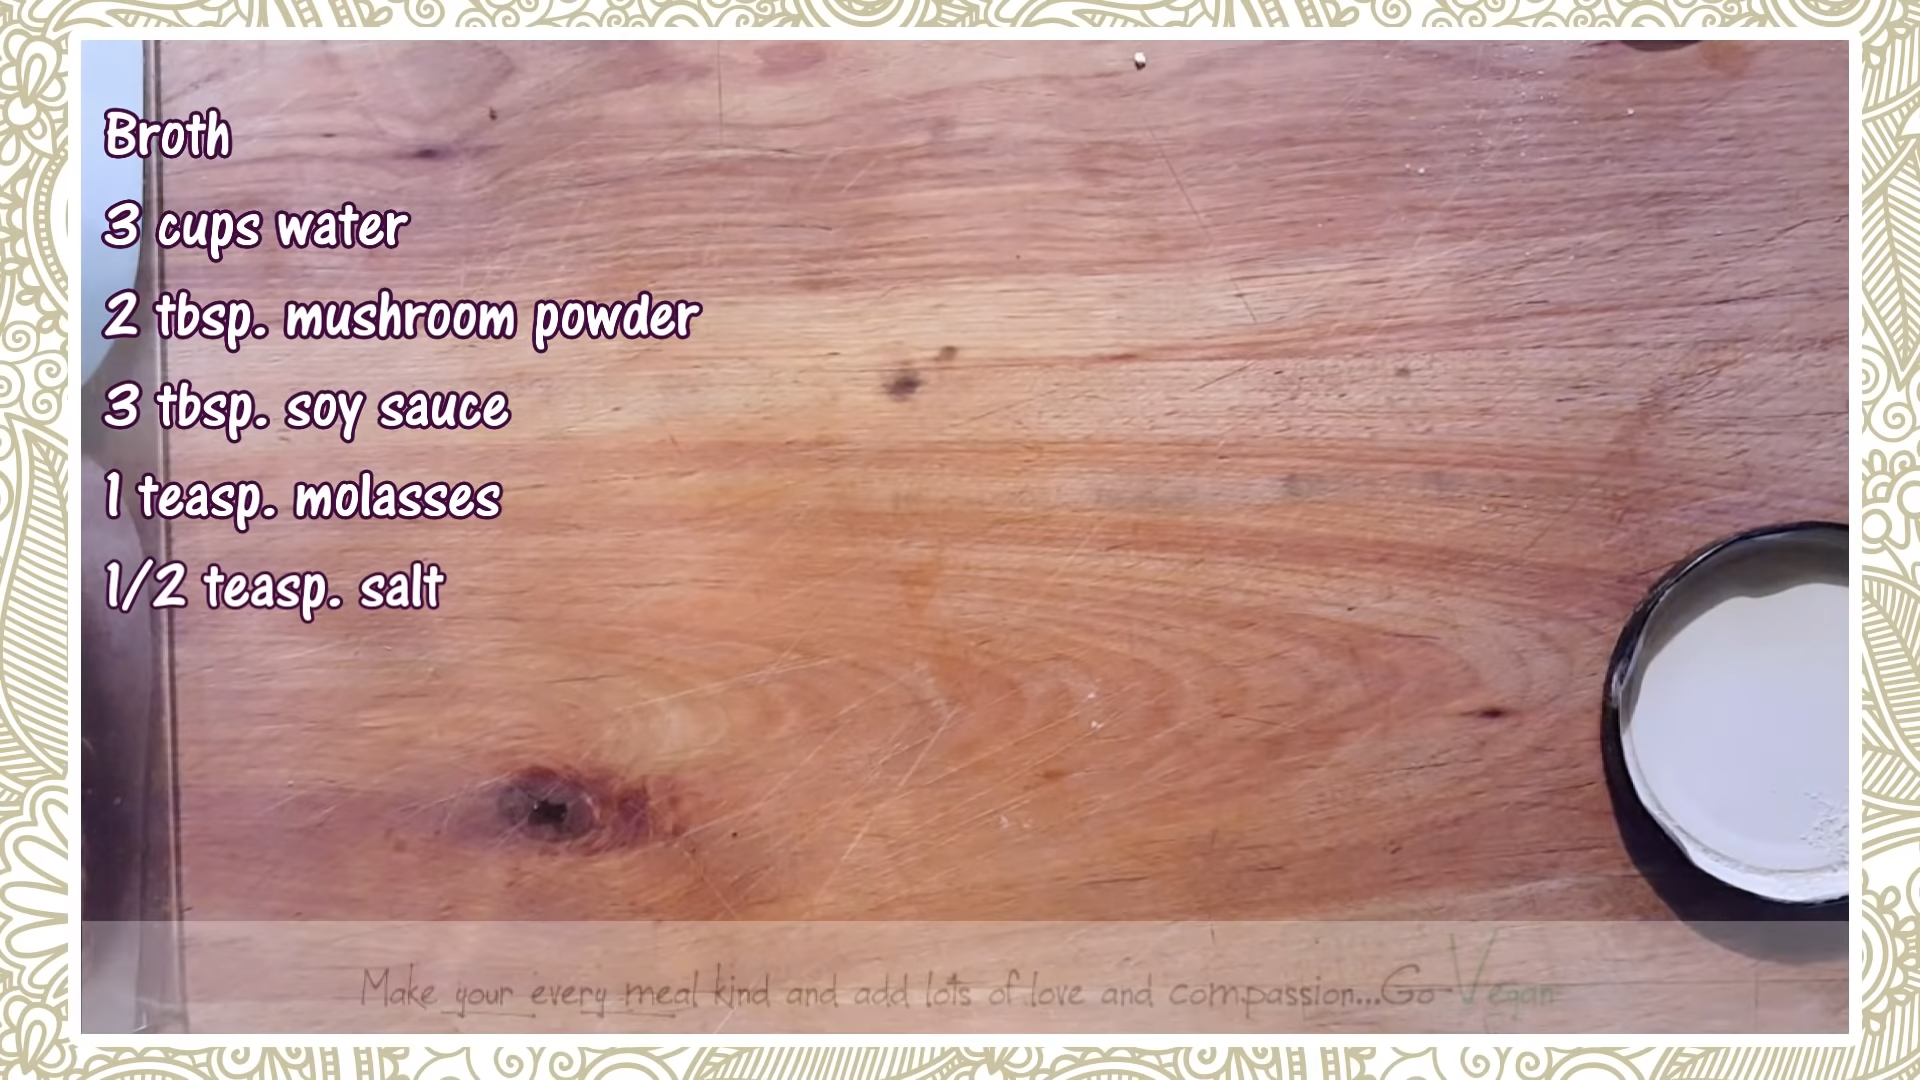 Broth
3 cups water
2 tbsp. mushroom powder
3 tbsp. soy sauce
1 teasp. molasses
1/2 teasp. salt
Make your every meal kind and add lots of love and compassion...Go Vegan